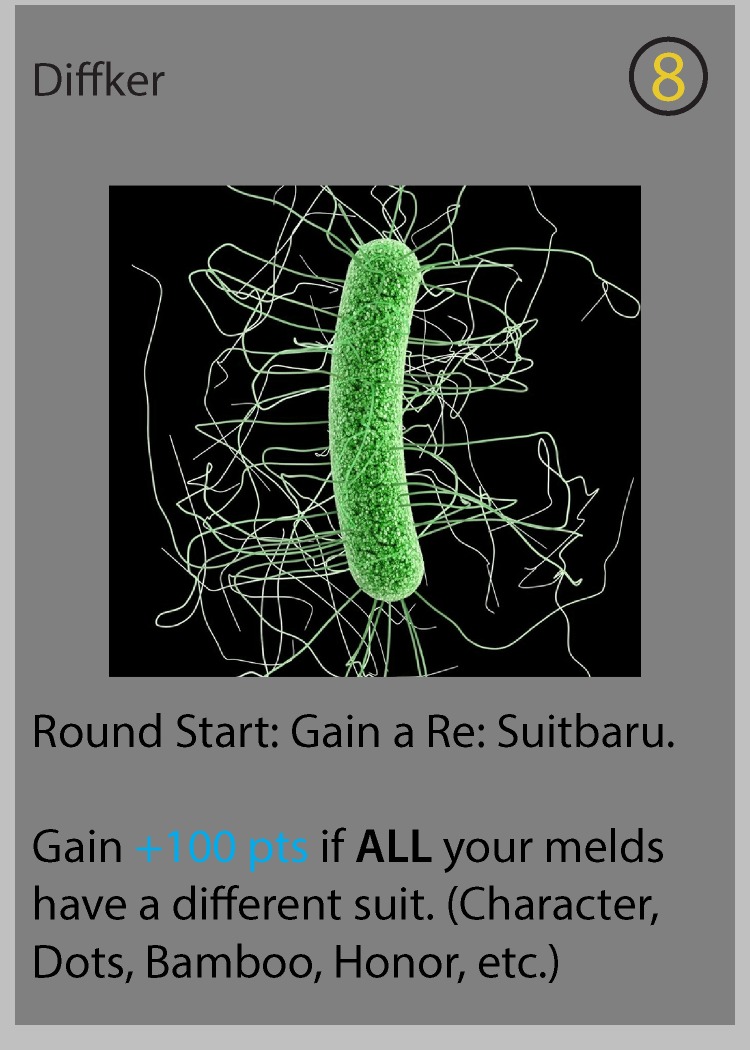 Diffker
8
Round Start: Gain a Re: Suitbaru.
Gain +100 pts if ALL your melds
have a different suit. (Character,
Dots, Bamboo, Honor, etc.)